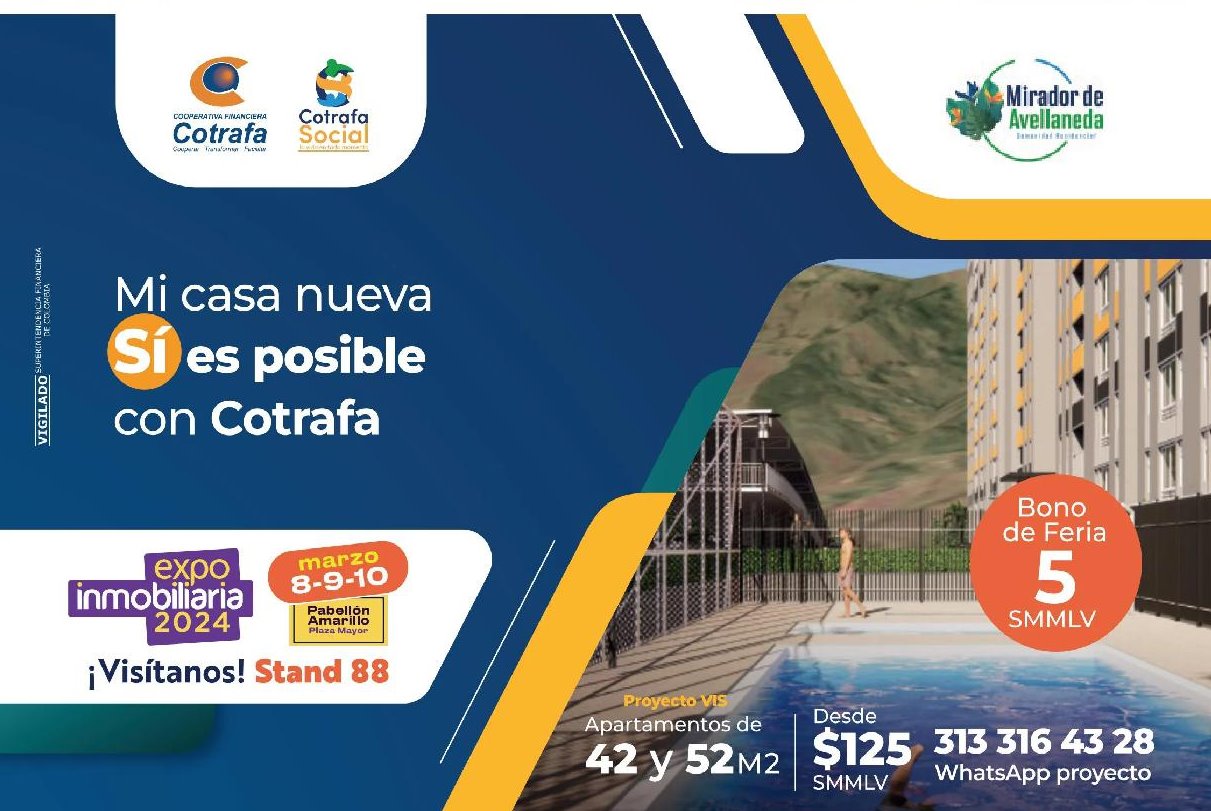 COOPERATIVA FINANCIERA
Cotrafa
Cotrafa
Social
Mirador de
Avellaneda
VIGILADO
SUPERINTENDENCIA FINANCIERA
DE COLOMBIA
Mi casa nueva
Sí es posible
con Cotrafa
expo
inmobiliaria
2024
marzo
8-9-10
Pabellón
Amarillo
Plaza Mayor
¡Visítanos! Stand 88
Bono
de Feria
5
SMMLV
Proyecto VIS
Apartamentos de
42 y 52 M2
Desde
$125
SMMLV
313 316 43 28
WhatsApp proyecto